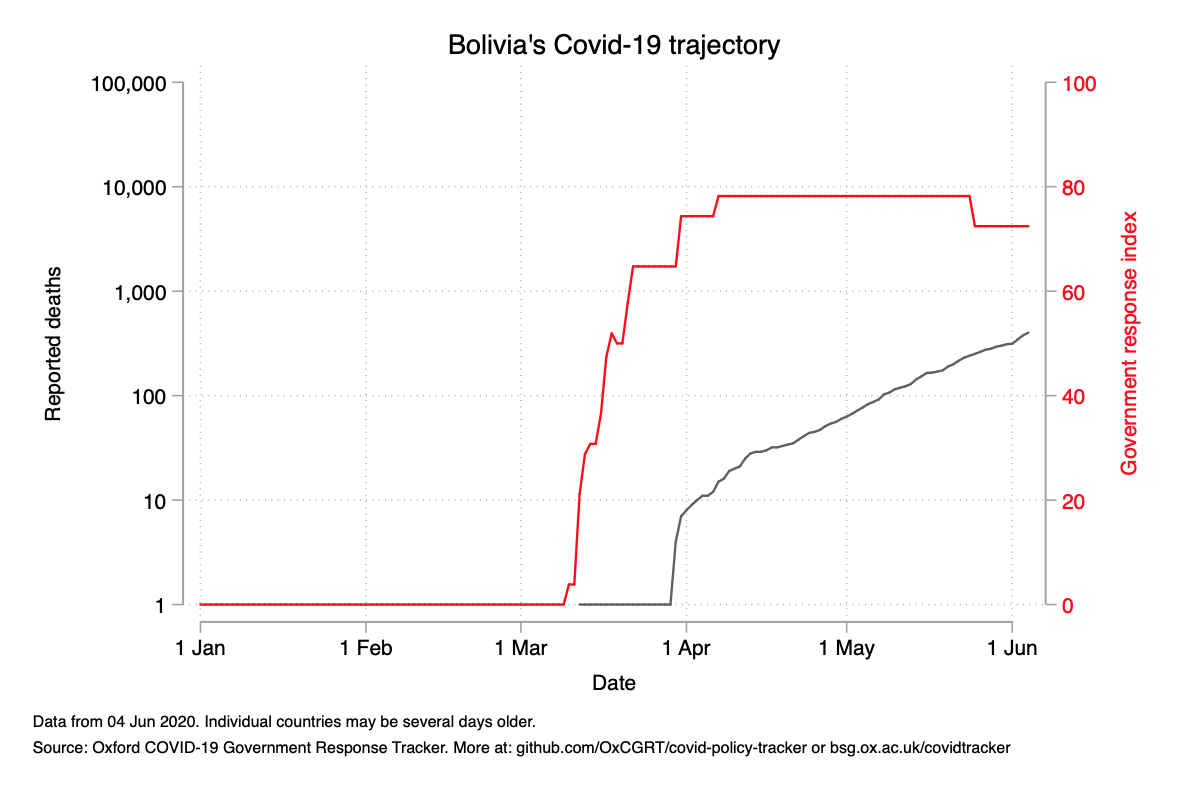 Bolivia's Covid-19 trajectory
100,000
10,000
1,000
100
10
1
Reported deaths
100
80
60
40
20
0
Government response index
1 Jan
1 Feb
1 Mar
1 Apr
1 May
1 Jun
Date
Data from 04 Jun 2020. Individual countries may be several days older.
Source: Oxford COVID-19 Government Response Tracker. More at: github.com/OxCGRT/covid-policy-tracker or bsg.ox.ac.uk/covidtracker